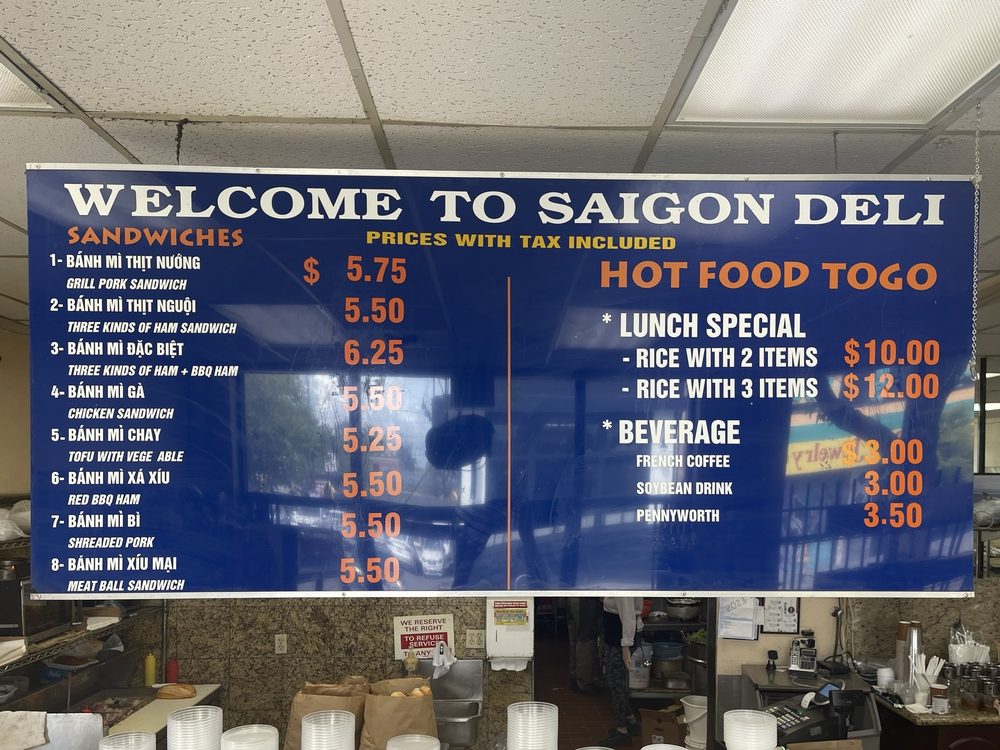 WELCOME TO SAIGON DELI
SANDWICHES
PRICES WITH TAX INCLUDED
1- BÁNH MÌ THỊT NƯỚNG $ 5.75
GRILL PORK SANDWICH
2- BÁNH MÌ THỊT NGUỘI 5.50
THREE KINDS OF HAM SANDWICH
3- BÁNH MÌ ĐẶC BIỆT 6.25
THREE KINDS OF HAM + BBQ HAM
4- BÁNH MÌ GÀ 5.50
CHICKEN SANDWICH
5- BÁNH MÌ CHAY 5.25
TOFU WITH VEGE ABLE
6- BÁNH MÌ XÁ XÍU 5.50
RED BBQ HAM
7- BÁNH MÌ BÌ 5.50
SHREADED PORK
8- BÁNH MÌ XÍU MẠI 5.50
MEAT BALL SANDWICH
HOT FOOD TOGO
* LUNCH SPECIAL
- RICE WITH 2 ITEMS $10.00
- RICE WITH 3 ITEMS $12.00
* BEVERAGE
FRENCH COFFEE $3.00
SOYBEAN DRINK 3.00
PENNYWORTH 3.50
WE RESERVE
THE RIGHT
TO REFUSE
SERVICE
TO ANY
2023